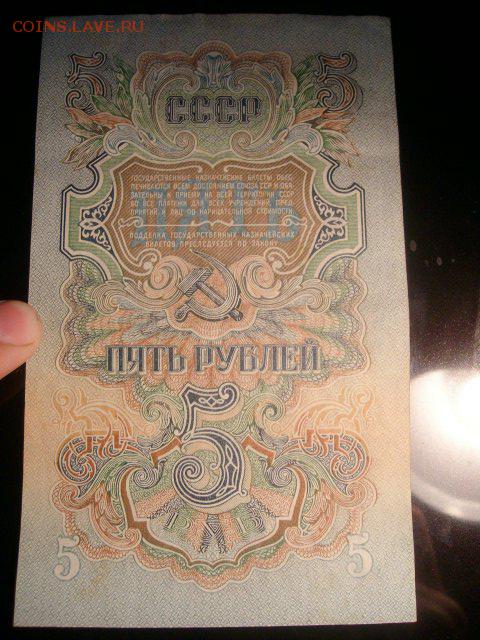 COINS.LAVE.RU
5 5
СССР
ГОСУДАРСТВЕННЫЕ КАЗНАЧЕЙСКИЕ БИЛЕТЫ ОБЕС-
ПЕЧИВАЮТСЯ ВСЕМ ДОСТОЯНИЕМ СОЮЗА ССР И ОБЯ-
ЗАТЕЛЬНЫ К ПРИЕМУ НА ВСЕЙ ТЕРРИТОРИИ СССР
ВО ВСЕ ПЛАТЕЖИ ДЛЯ ВСЕХ УЧРЕЖДЕНИЙ, ПРЕД-
ПРИЯТИЙ И ЛИЦ ПО НАРИЦАТЕЛЬНОЙ СТОИМОСТИ.
ПОДДЕЛКА ГОСУДАРСТВЕННЫХ КАЗНАЧЕЙСКИХ
БИЛЕТОВ ПРЕСЛЕДУЕТСЯ ПО ЗАКОНУ.
ПЯТЬ РУБЛЕЙ
5
5 5